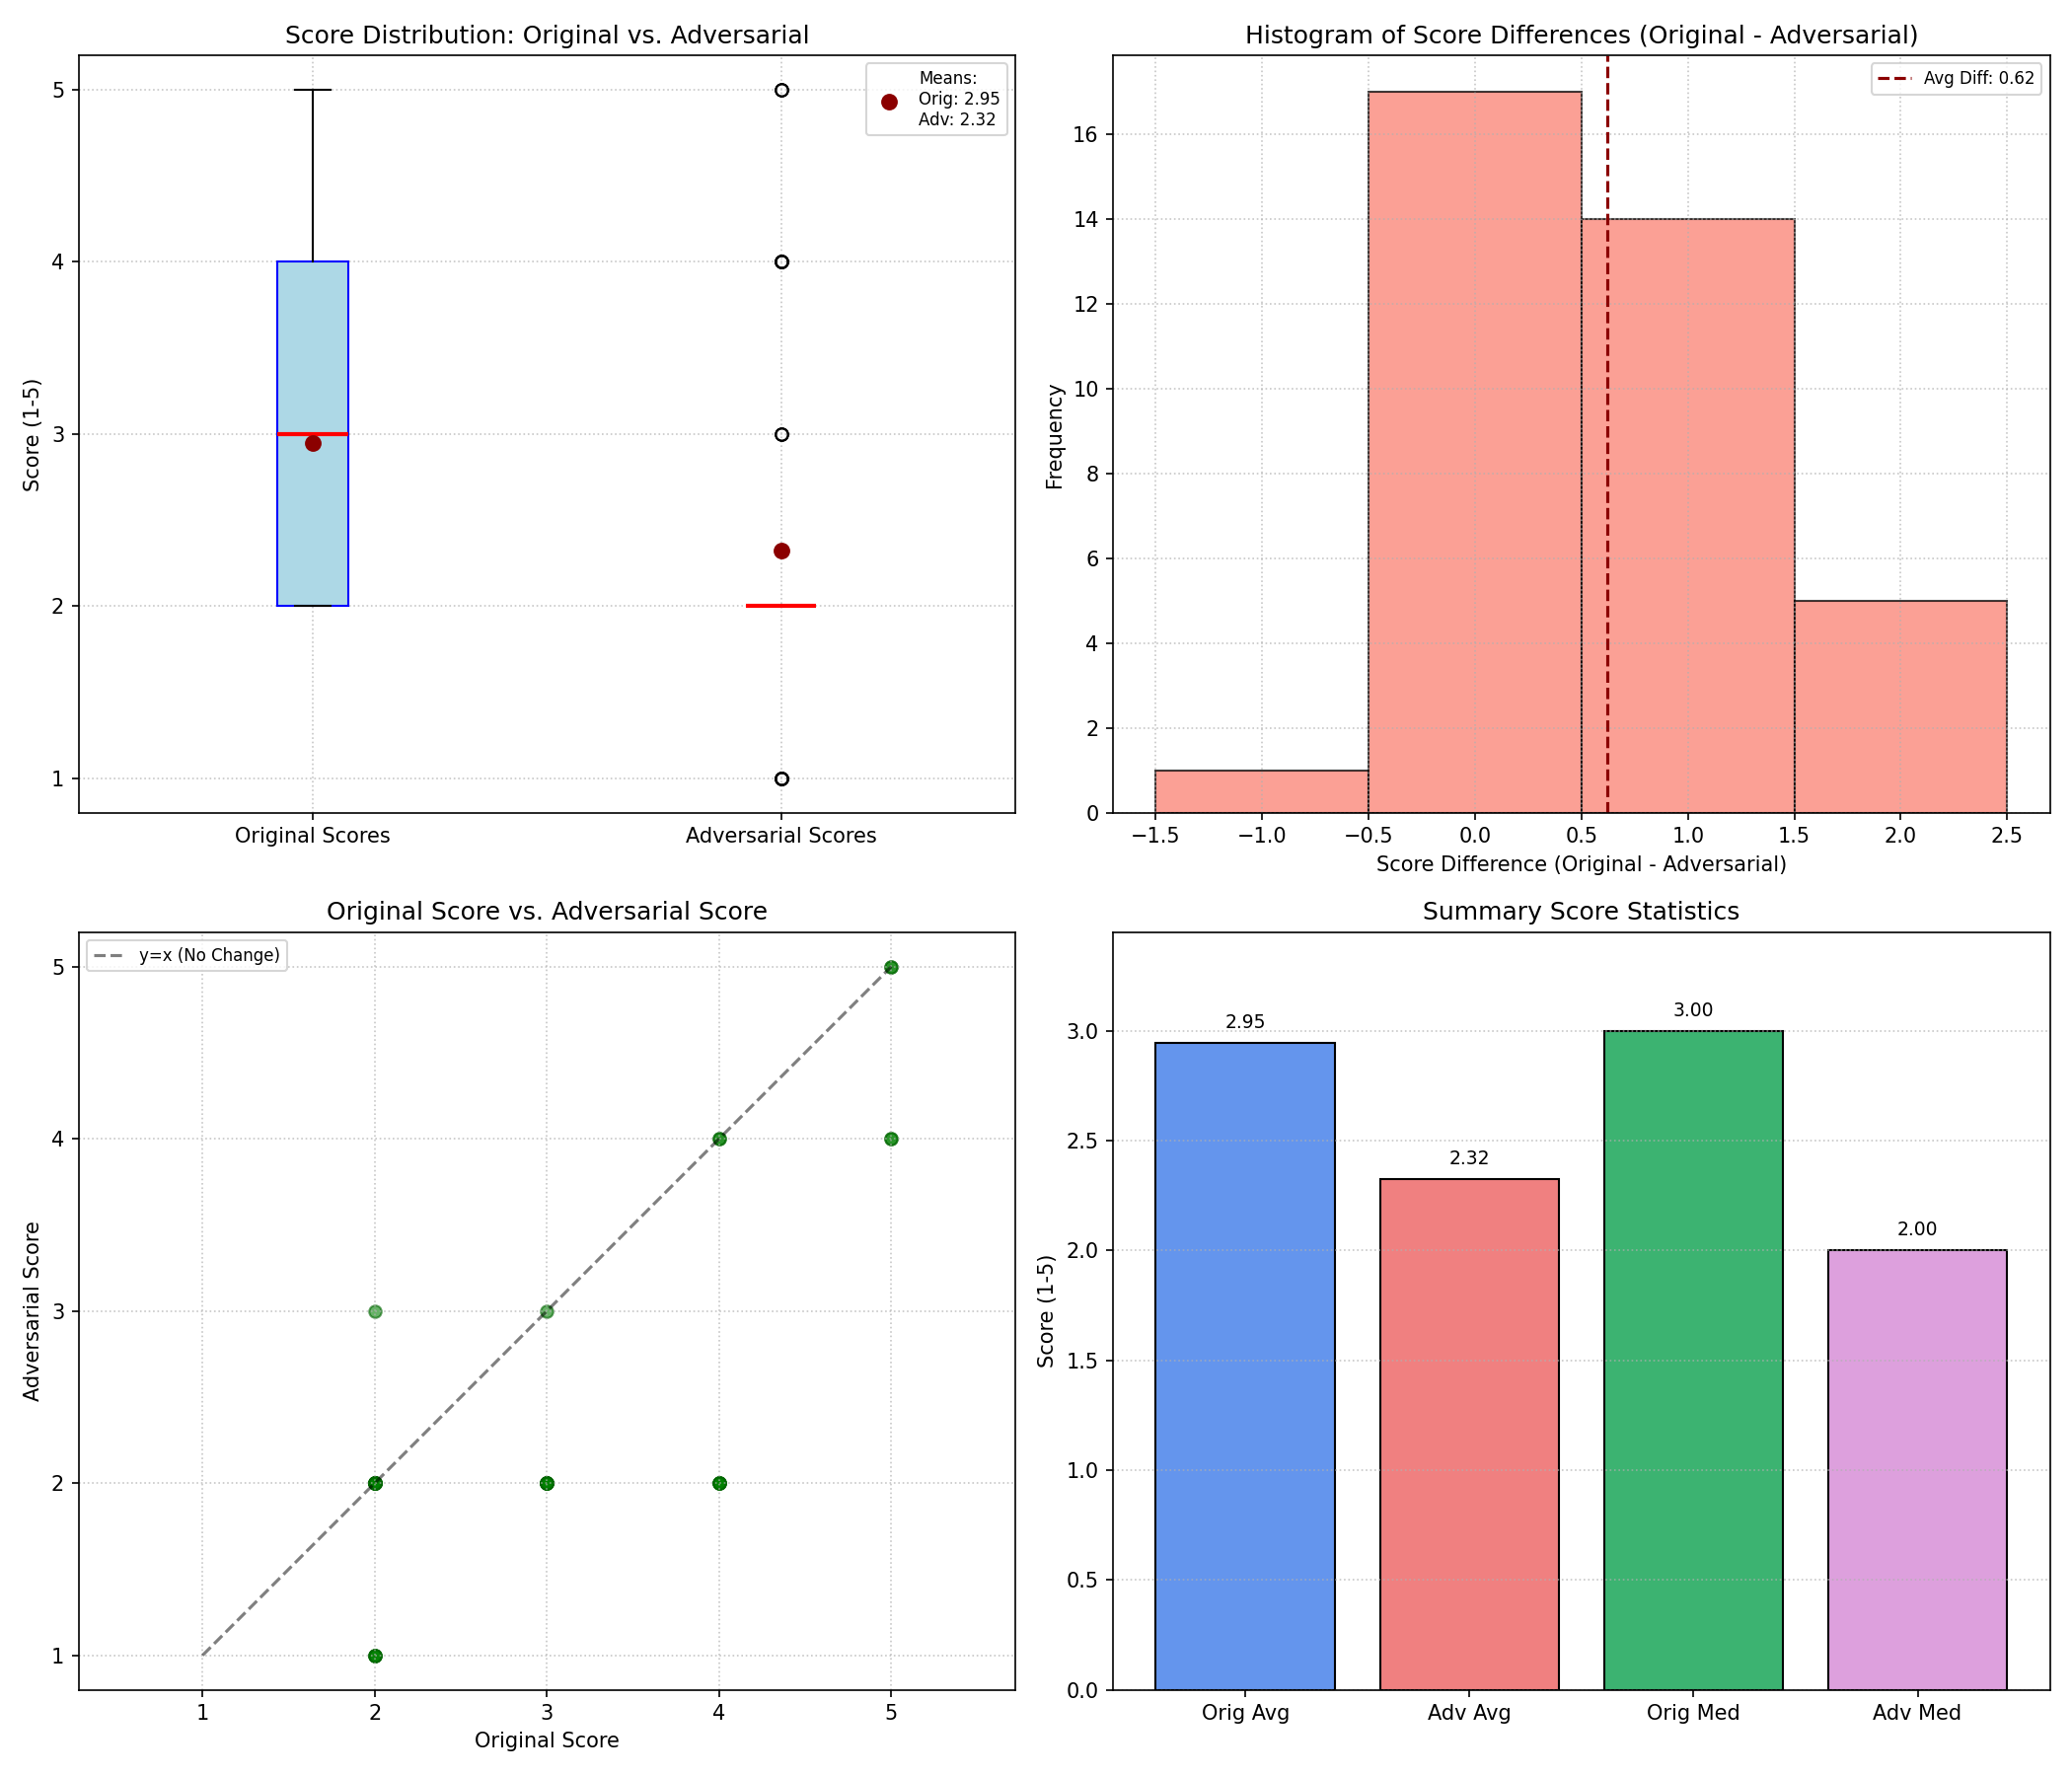 Score Distribution: Original vs. Adversarial
Score (1-5)
5
4
3
2
1
Means:
Orig: 2.95
Adv: 2.32
Original Scores
Adversarial Scores
Histogram of Score Differences (Original - Adversarial)
Frequency
16
14
12
10
8
6
4
2
0
Avg Diff: 0.62
−1.5
−1.0
−0.5
0.0
0.5
1.0
1.5
2.0
2.5
Score Difference (Original - Adversarial)
Original Score vs. Adversarial Score
Adversarial Score
5
4
3
2
1
y=x (No Change)
1
2
3
4
5
Original Score
Summary Score Statistics
Score (1-5)
3.0
2.5
2.0
1.5
1.0
0.5
0.0
2.95
2.32
3.00
2.00
Orig Avg
Adv Avg
Orig Med
Adv Med